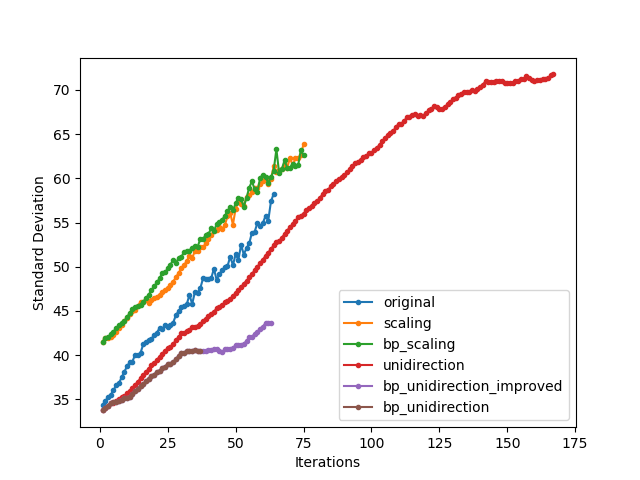 70
65
60
55
50
45
40
35
Standard Deviation
original
scaling
bp_scaling
unidirection
bp_unidirection_improved
bp_unidirection
0 25 50 75 100 125 150 175
Iterations